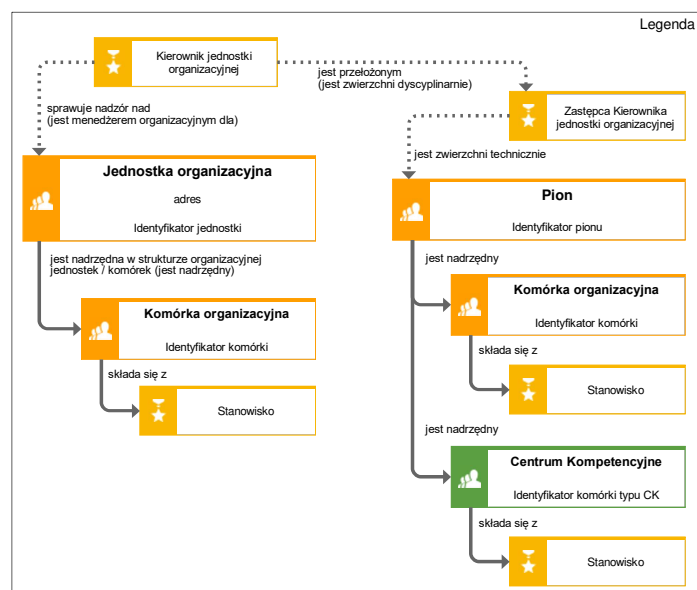 Legenda
Kierownik jednostki
organizacyjnej
jest przełożonym
(jest zwierzchni dyscyplinarnie)
sprawuje nadzór nad
(jest menedżerem organizacyjnym dla)
Zastępca Kierownika
jednostki organizacyjnej
jest zwierzchni technicznie
Jednostka organizacyjna
adres
Identyfikator jednostki
Pion
Identyfikator pionu
jest nadrzędna w strukturze organizacyjnej
jednostek / komórek (jest nadrzędny)
jest nadrzędny
Komórka organizacyjna
Identyfikator komórki
Komórka organizacyjna
Identyfikator komórki
składa się z
Stanowisko
składa się z
Stanowisko
jest nadrzędny
Centrum Kompetencyjne
Identyfikator komórki typu CK
składa się z
Stanowisko